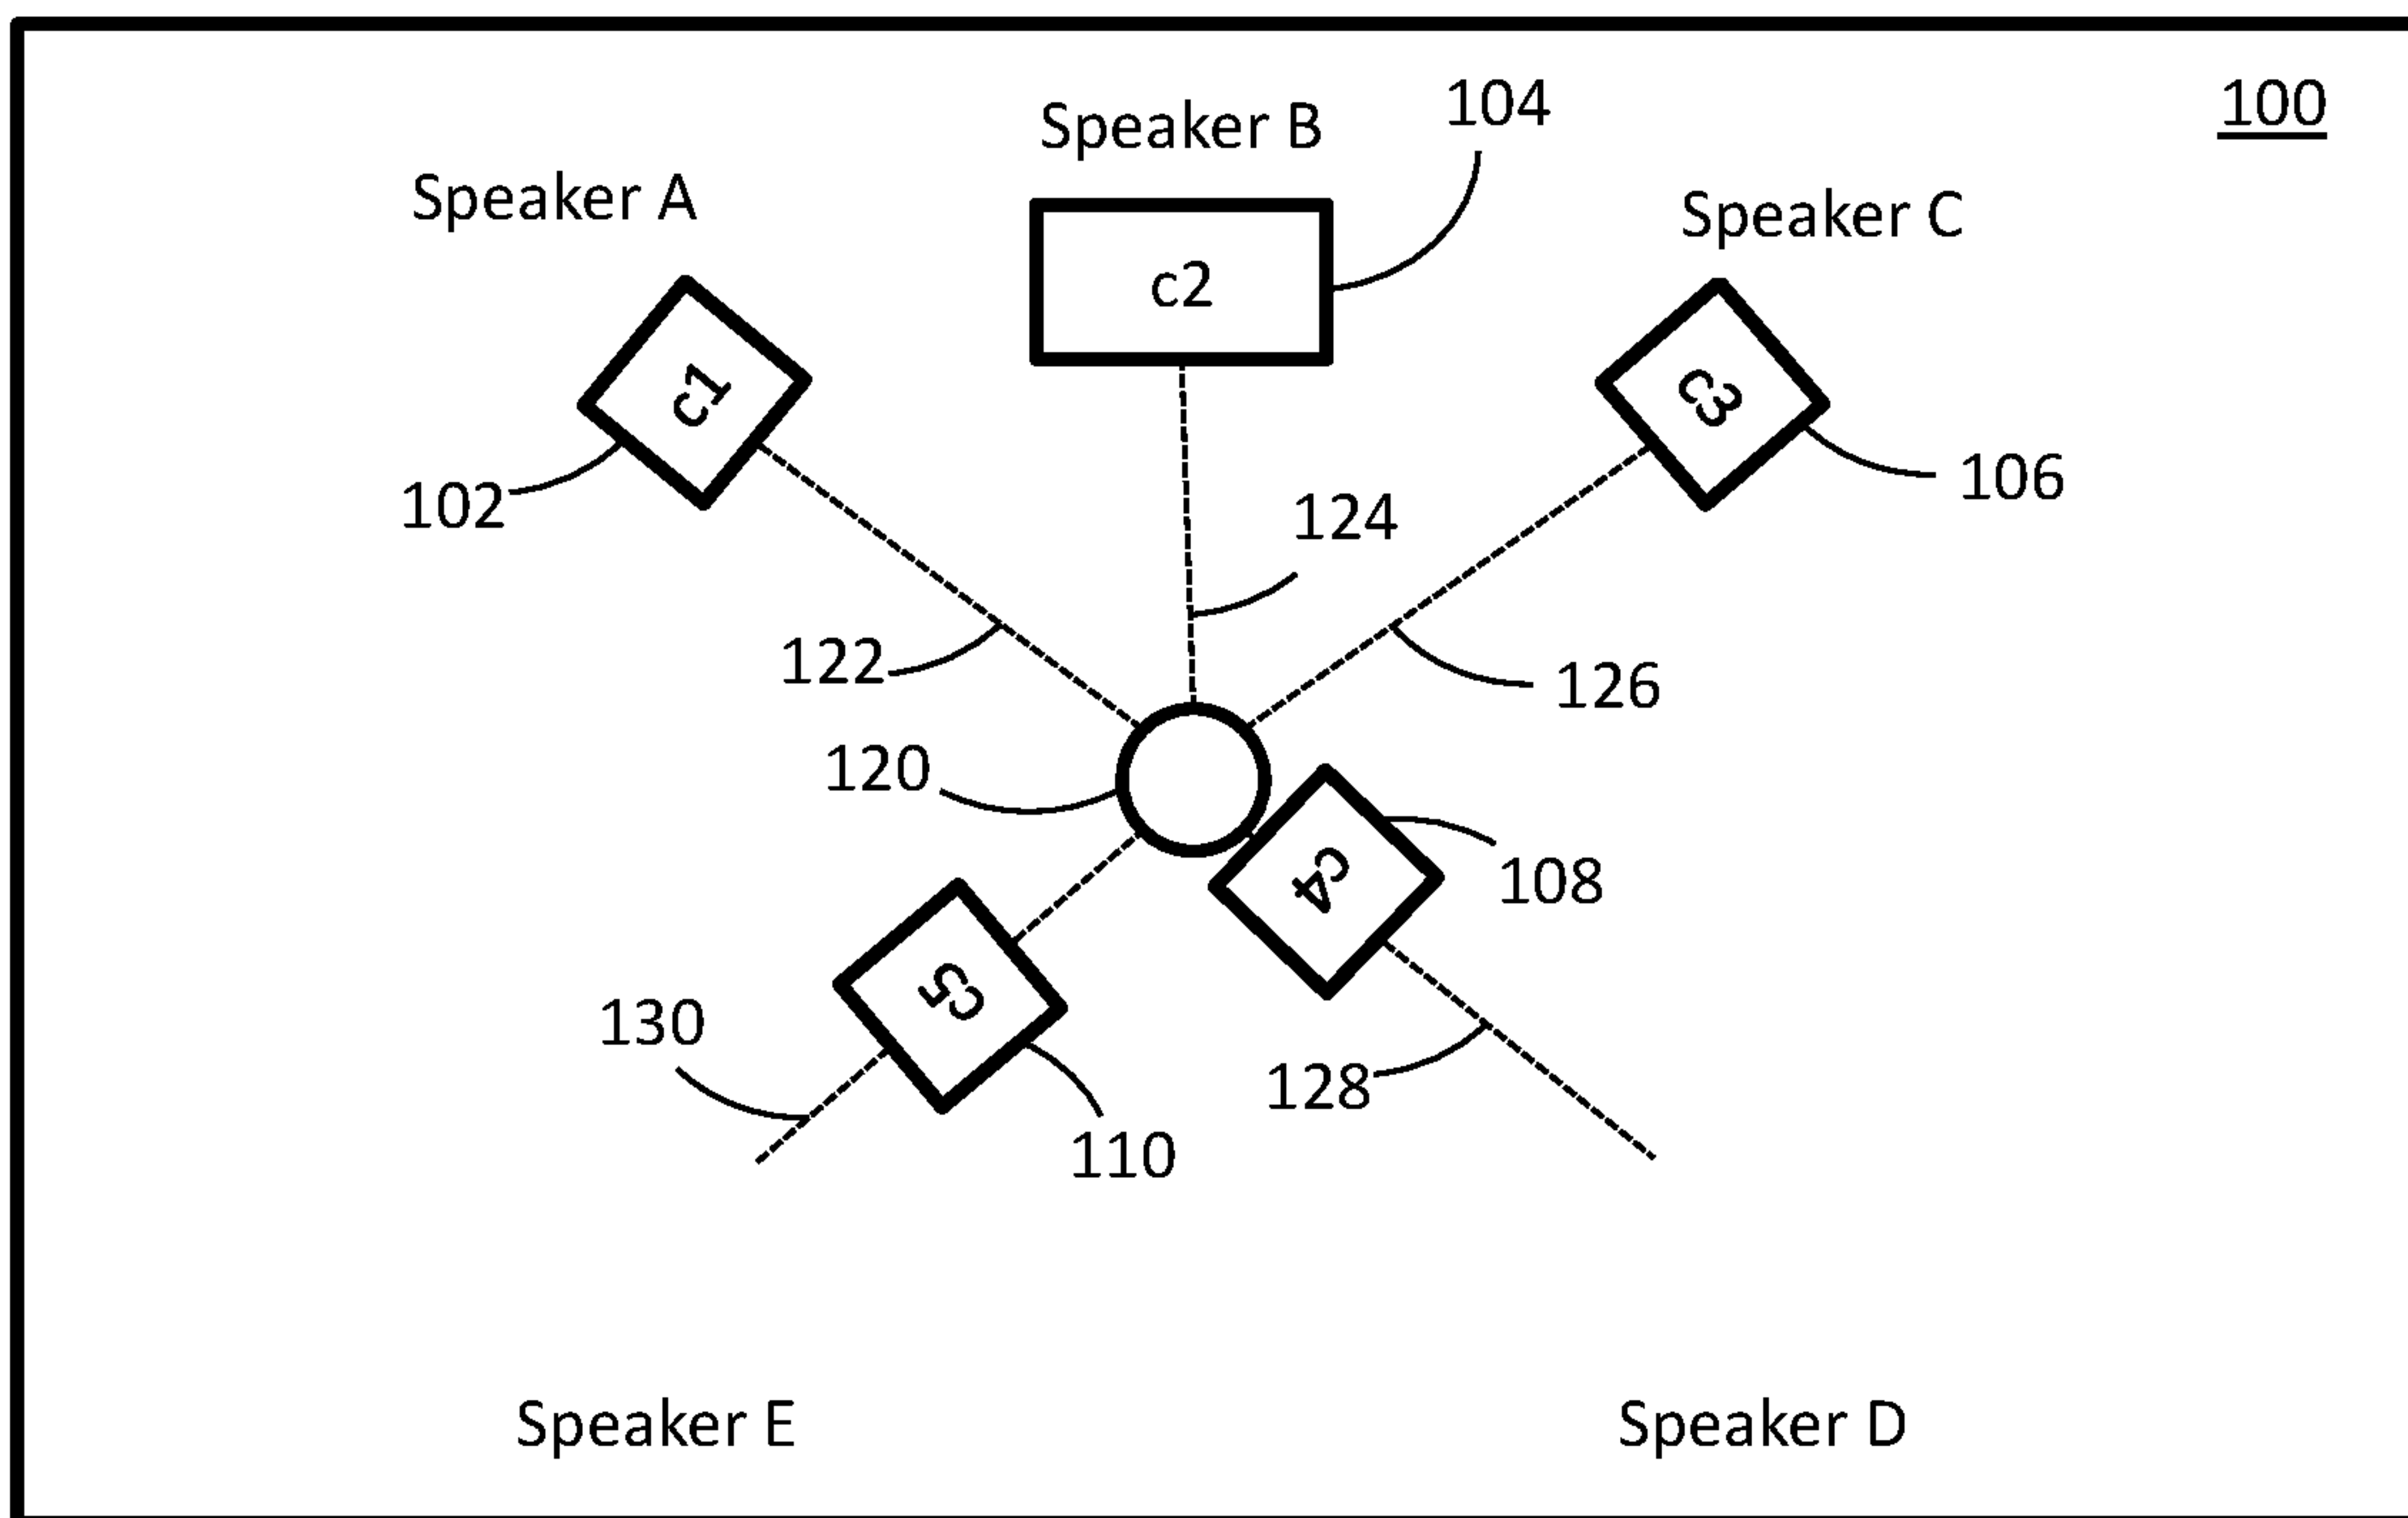 100
104
Speaker B
Speaker A
Speaker C
c2
c1
c3
102
106
124
122
126
120
c4
108
c5
130
128
110
Speaker E
Speaker D